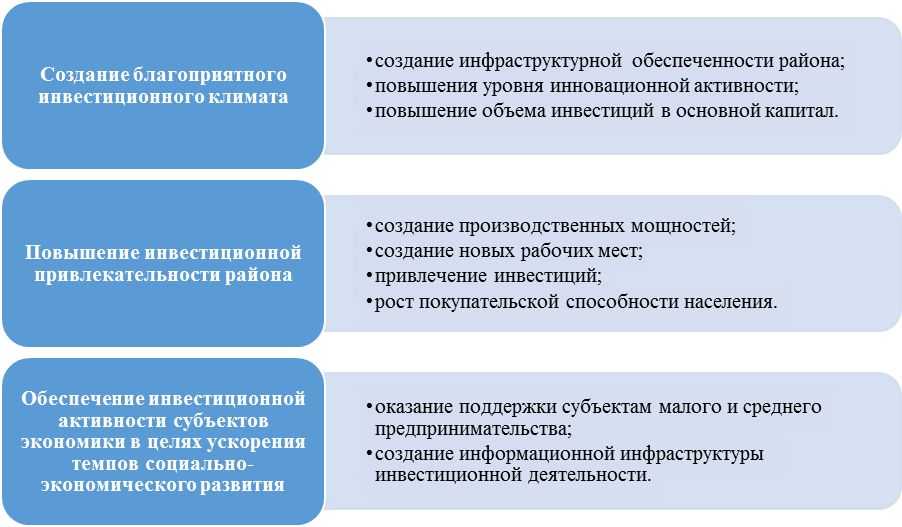 Создание благоприятного
инвестиционного климата
•создание инфраструктурной обеспеченности района;
•повышения уровня инновационной активности;
•повышение объема инвестиций в основной капитал.
Повышение инвестиционной
привлекательности района
•создание производственных мощностей;
•создание новых рабочих мест;
•привлечение инвестиций;
•рост покупательской способности населения.
Обеспечение инвестиционной
активности субъектов
экономики в целях ускорения
темпов социально-
экономического развития
•оказание поддержки субъектам малого и среднего
предпринимательства;
•создание информационной инфраструктуры
инвестиционной деятельности.